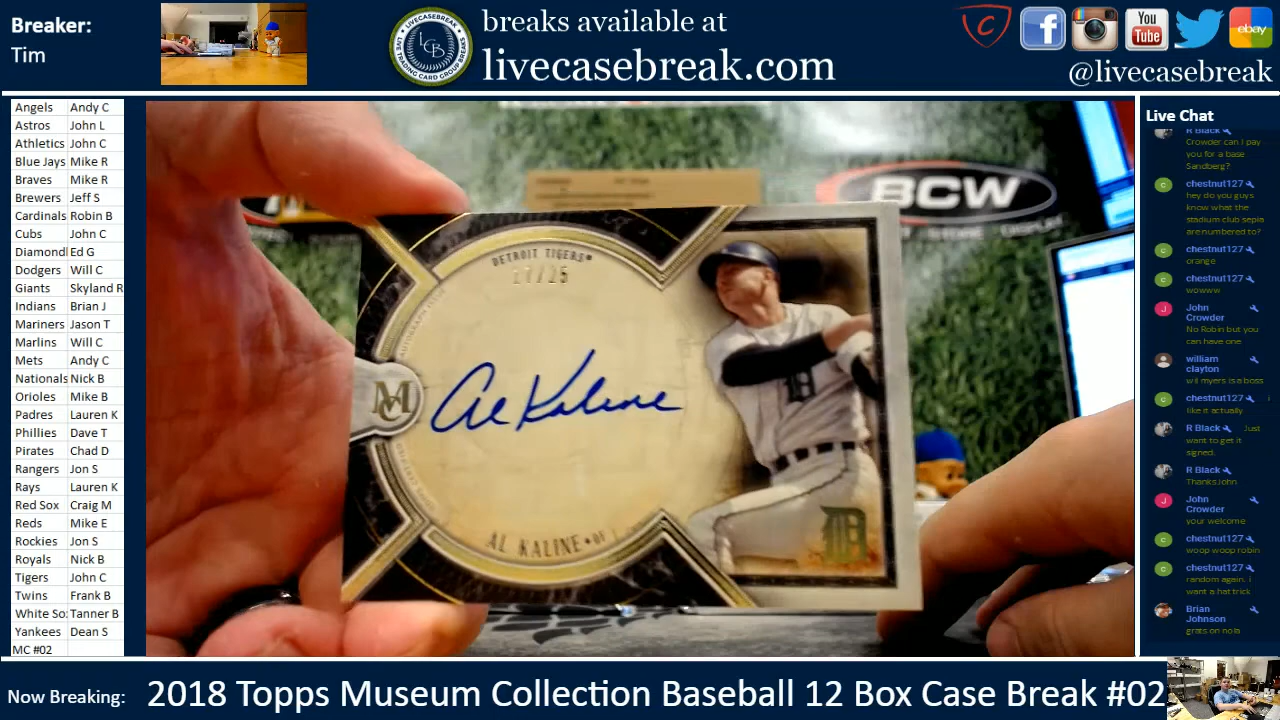 Breaker:
Tim
breaks available at
livecasebreak.com
You
Tube
ebay
@livecasebreak
Angels Andy C
Astros John L
Athletics John C
Blue Jays Mike R
Braves Mike R
Brewers Jeff S
Cardinals Robin B
Cubs John C
Diamond Ed G
Dodgers Will C
Giants Skyland R
Indians Brian J
Mariners Jason T
Marlins Will C
Mets Andy C
Nationals Nick B
Orioles Mike B
Padres Lauren K
Phillies Dave T
Pirates Chad D
Rangers Jon S
Rays Lauren K
Red Sox Craig M
Reds Mike E
Rockies Jon S
Royals Nick B
Tigers John C
Twins Frank B
White So Tanner B
Yankees Dean S
MC #02
BCW
DETROIT TIGERS®
/25
M
Al Kaline
AL KALINE • OF
D
Live Chat
R Black
Crowder can I pay
you for a base
Sandberg?
chestnut127
hey do you guys
know what the
stadium club sepia
are numbered to?
chestnut127
orange
chestnut127
wowww
John
Crowder
No Robin but you
can have one
william
clayton
wil myers is a boss
chestnut127 i
like it actually
R Black Just
want to get it
signed.
R Black
Thanks John
John
Crowder
your welcome
chestnut127
woop woop robin
chestnut127
random again. i
want a hat trick
Brian
Johnson
grats on nola
Now Breaking:
2018 Topps Museum Collection Baseball 12 Box Case Break #02